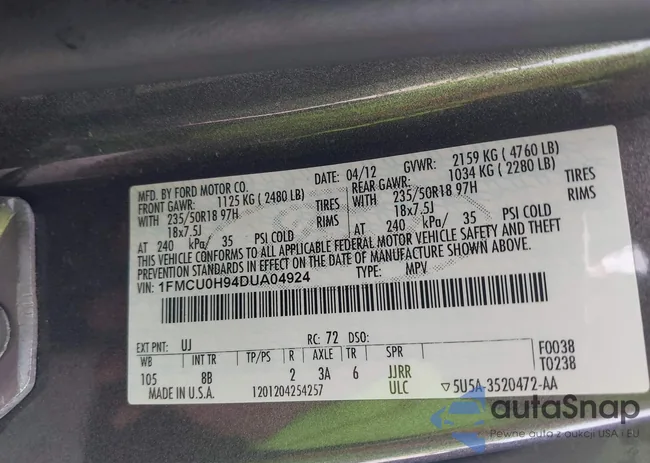 MFD. BY FORD MOTOR CO. DATE: 04/12 GVWR: 2159 KG ( 4760 LB)
FRONT GAWR: 1125 KG ( 2480 LB) REAR GAWR: 1034 KG ( 2280 LB)
WITH 235/50R18 97H TIRES WITH 235/50R18 97H TIRES
18x7.5J RIMS 18x7.5J RIMS
AT 240 kPa/ 35 PSI COLD AT 240 kPa/ 35 PSI COLD
THIS VEHICLE CONFORMS TO ALL APPLICABLE FEDERAL MOTOR VEHICLE SAFETY AND THEFT
PREVENTION STANDARDS IN EFFECT ON THE DATE OF MANUFACTURE SHOWN ABOVE.
VIN: 1FMCU0H94DUA04924 TYPE: MPV
EXT PNT: UJ RC: 72 DSO: F0038
WB INT TR TP/PS R AXLE TR SPR T0238
105 8B 2 3A 6 JJRR
MADE IN U.S.A. 1201204254257 ULC ▽5U5A-3520472-AA
autaSnap
Pewne auta z aukcji USA i EU